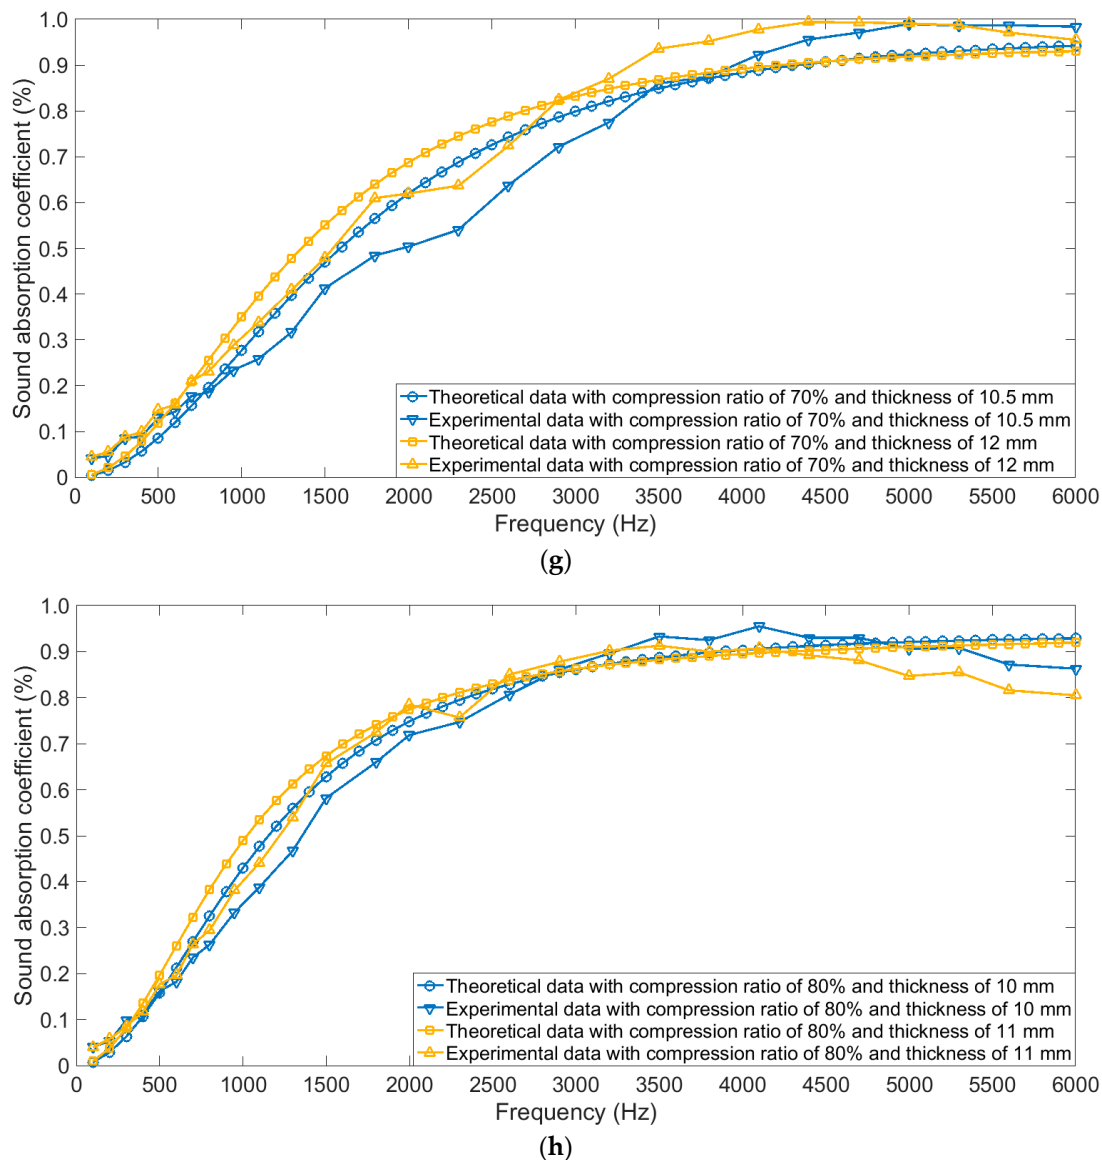 Sound absorption coefficient (%)
1.0
0.9
0.8
0.7
0.6
0.5
0.4
0.3
0.2
0.1
0
Theoretical data with compression ratio of 70% and thickness of 10.5 mm
Experimental data with compression ratio of 70% and thickness of 10.5 mm
Theoretical data with compression ratio of 70% and thickness of 12 mm
Experimental data with compression ratio of 70% and thickness of 12 mm
0 500 1000 1500 2000 2500 3000 3500 4000 4500 5000 5500 6000
Frequency (Hz)
(g)
Sound absorption coefficient (%)
1.0
0.9
0.8
0.7
0.6
0.5
0.4
0.3
0.2
0.1
0
Theoretical data with compression ratio of 80% and thickness of 10 mm
Experimental data with compression ratio of 80% and thickness of 10 mm
Theoretical data with compression ratio of 80% and thickness of 11 mm
Experimental data with compression ratio of 80% and thickness of 11 mm
0 500 1000 1500 2000 2500 3000 3500 4000 4500 5000 5500 6000
Frequency (Hz)
(h)